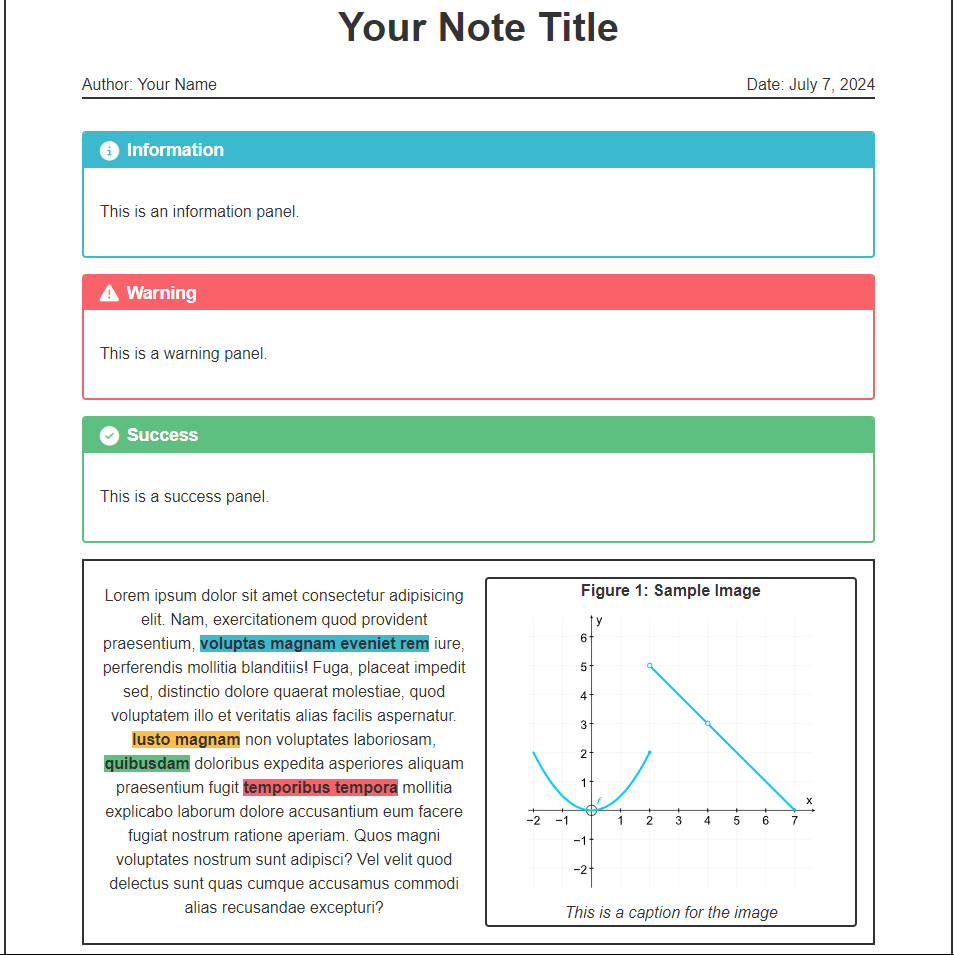 Your Note Title
Author: Your Name
Date: July 7, 2024
Information
This is an information panel.
Warning
This is a warning panel.
Success
This is a success panel.
Lorem ipsum dolor sit amet consectetur adipisicing
elit. Nam, exercitationem quod provident
praesentium, voluptas magnam eveniet rem iure,
perferendis mollitia blanditiis! Fuga, placeat impedit
sed, distinctio dolore quaerat molestiae, quod
voluptatem illo et veritatis alias facilis aspernatur.
Iusto magnam non voluptates laboriosam,
quibusdam doloribus expedita asperiores aliquam
praesentium fugit temporibus tempora mollitia
explicabo laborum dolore accusantium eum facere
fugiat nostrum ratione aperiam. Quos magni
voluptates nostrum sunt adipisci? Vel velit quod
delectus sunt quas cumque accusamus commodi
alias recusandae excepturi?
Figure 1: Sample Image
y
6
5
4
3
2
1
f
x
−2 −1 1 2 3 4 5 6 7
−1
−2
This is a caption for the image